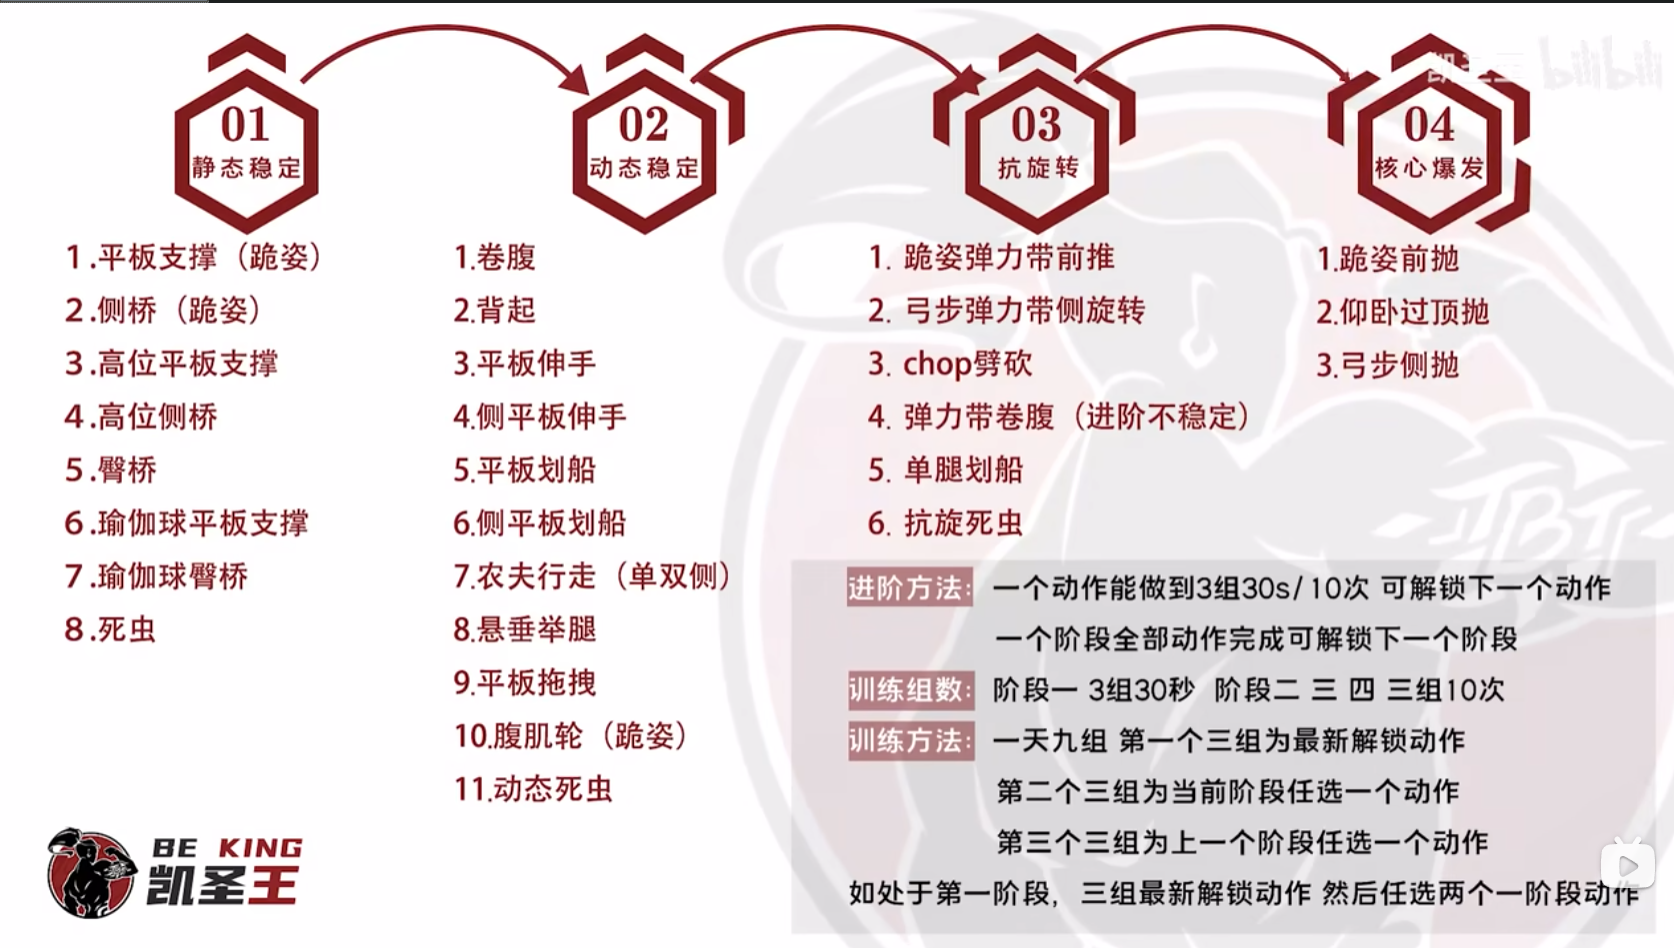 凯圣王 bilibili
01
静态稳定
02
动态稳定
03
抗旋转
04
核心爆发
1.平板支撑（跪姿）
2.侧桥（跪姿）
3.高位平板支撑
4.高位侧桥
5.臀桥
6.瑜伽球平板支撑
7.瑜伽球臀桥
8.死虫
1.卷腹
2.背起
3.平板伸手
4.侧平板伸手
5.平板划船
6.侧平板划船
7.农夫行走（单双侧）
8.悬垂举腿
9.平板拖拽
10.腹肌轮（跪姿）
11.动态死虫
1. 跪姿弹力带前推
2. 弓步弹力带侧旋转
3. chop劈砍
4. 弹力带卷腹（进阶不稳定）
5. 单腿划船
6. 抗旋死虫
1.跪姿前抛
2.仰卧过顶抛
3.弓步侧抛
进阶方法: 一个动作能做到3组30s/10次 可解锁下一个动作
一个阶段全部动作完成可解锁下一个阶段
训练组数: 阶段一 3组30秒 阶段二 三 四 三组10次
训练方法: 一天九组 第一个三组为最新解锁动作
第二个三组为当前阶段任选一个动作
第三个三组为上一个阶段任选一个动作
如处于第一阶段，三组最新解锁动作 然后任选两个一阶段动作
BE KING
凯圣王